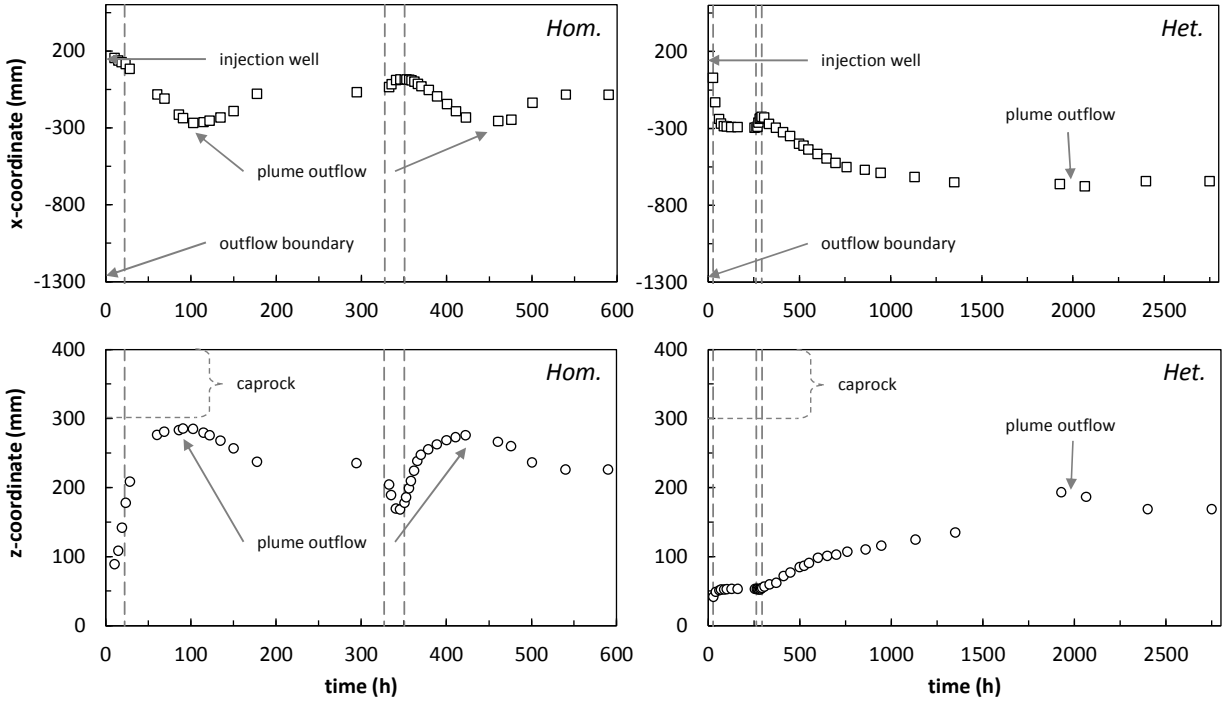 200
-300
-800
-1300
x-coordinate (mm)
Hom.
injection well
plume outflow
outflow boundary
0 100 200 300 400 500 600
200
-300
-800
-1300
Het.
injection well
plume outflow
outflow boundary
0 500 1000 1500 2000 2500
400
300
200
100
0
z-coordinate (mm)
Hom.
caprock
plume outflow
0 100 200 300 400 500 600
time (h)
400
300
200
100
0
Het.
caprock
plume outflow
0 500 1000 1500 2000 2500
time (h)